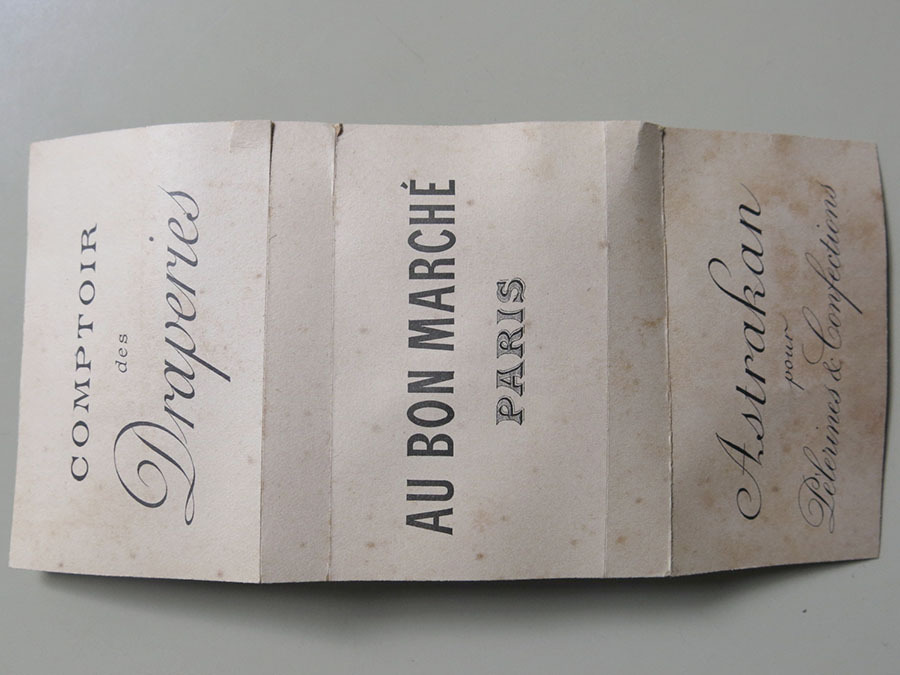 COMPTOIR
des
Draperies
AU BON MARCHÉ
PARIS
Astrakan
pour
Pèlerines & Confections